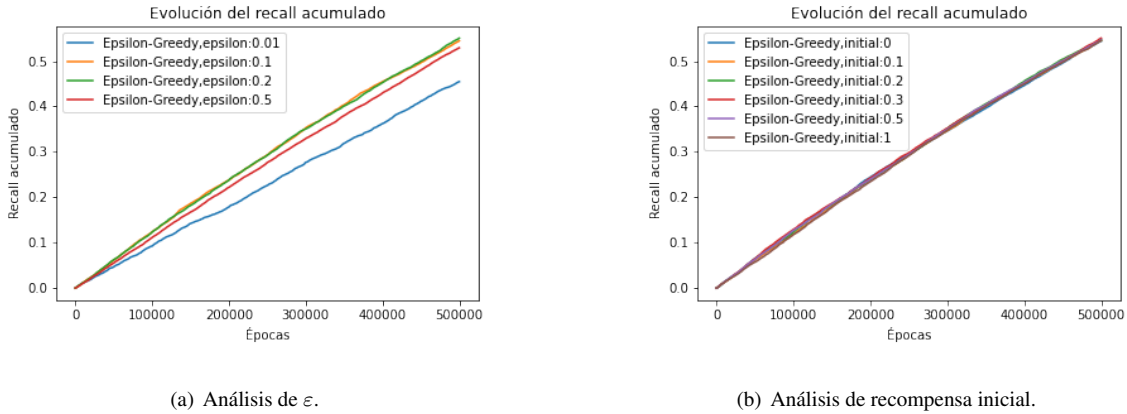 Evolución del recall acumulado
Epsilon-Greedy,epsilon:0.01
Epsilon-Greedy,epsilon:0.1
Epsilon-Greedy,epsilon:0.2
Epsilon-Greedy,epsilon:0.5
Recall acumulado
0.5
0.4
0.3
0.2
0.1
0.0
0 100000 200000 300000 400000 500000
Épocas
(a) Análisis de ε.
Evolución del recall acumulado
Epsilon-Greedy,initial:0
Epsilon-Greedy,initial:0.1
Epsilon-Greedy,initial:0.2
Epsilon-Greedy,initial:0.3
Epsilon-Greedy,initial:0.5
Epsilon-Greedy,initial:1
Recall acumulado
0.5
0.4
0.3
0.2
0.1
0.0
0 100000 200000 300000 400000 500000
Épocas
(b) Análisis de recompensa inicial.